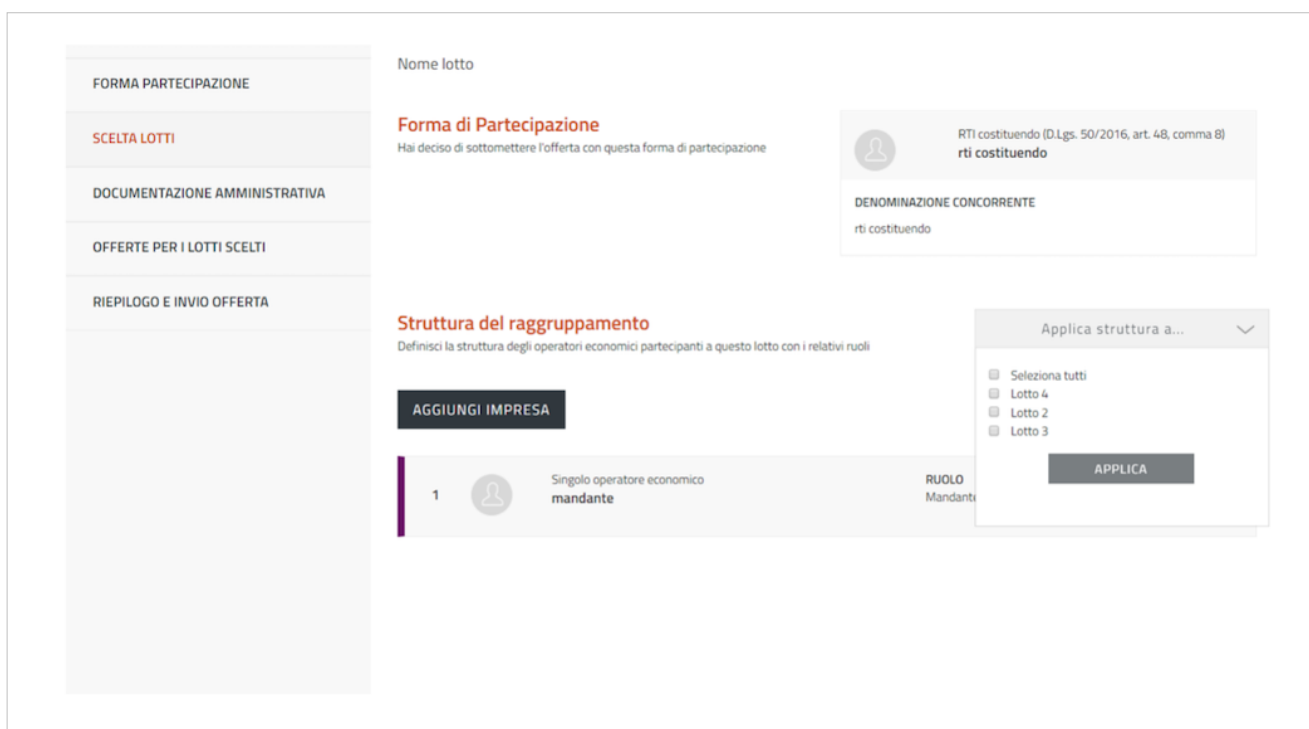 FORMA PARTECIPAZIONE
SCELTA LOTTI
DOCUMENTAZIONE AMMINISTRATIVA
OFFERTE PER I LOTTI SCELTI
RIEPILOGO E INVIO OFFERTA
Nome lotto
Forma di Partecipazione
Hai deciso di sottomettere l'offerta con questa forma di partecipazione
RTI costituendo (D.Lgs. 50/2016, art. 48, comma 8)
rti costituendo
DENOMINAZIONE CONCORRENTE
rti costituendo
Struttura del raggruppamento
Definisci la struttura degli operatori economici partecipanti a questo lotto con i relativi ruoli
Applica struttura a...
Seleziona tutti
Lotto 4
Lotto 2
Lotto 3
APPLICA
AGGIUNGI IMPRESA
1
Singolo operatore economico
mandante
RUOLO
Mandante